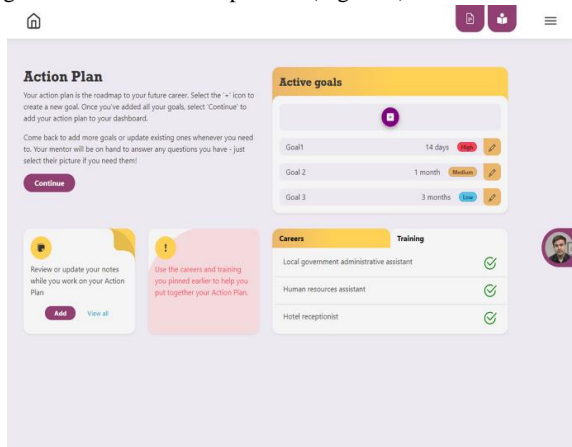 Action Plan
Your action plan is the roadmap to your future career. Select the '+' icon to
create a new goal. Once you've added all your goals, select 'Continue' to
add your action plan to your dashboard.
Come back to add more goals or update existing ones whenever you need
to. Your mentor will be on hand to answer any questions you have - just
select their picture if you need them!
Continue
Active goals
Goal1 14 days High
Goal 2 1 month Medium
Goal 3 3 months Low
Review or update your notes
while you work on your Action
Plan
Add View all
!
Use the careers and training
you pinned earlier to help you
put together your Action Plan.
Careers Training
Local government administrative assistant
Human resources assistant
Hotel receptionist